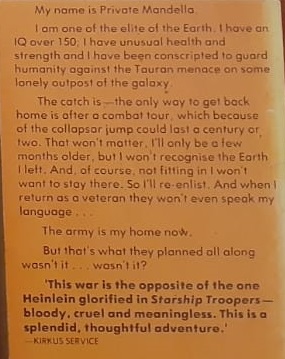 My name is Private Mandella.
I am one of the elite of the Earth. I have an
IQ over 150; I have unusual health and
strength and I have been conscripted to guard
humanity against the Tauran menace on some
lonely outpost of the galaxy.
The catch is—the only way to get back
home is after a combat tour, which because
of the collapsar jump could last a century or
two. That won't matter, I'll only be a few
months older, but I won't recognise the Earth
I left. And, of course, not fitting in I won't
want to stay there. So I'll re-enlist. And when I
return as a veteran they won't even speak my
language . . .
The army is my home now.
But that's what they planned all along
wasn't it . . . wasn't it?
'This war is the opposite of the one
Heinlein glorified in Starship Troopers—
bloody, cruel and meaningless. This is a
splendid, thoughtful adventure.'
—KIRKUS SERVICE